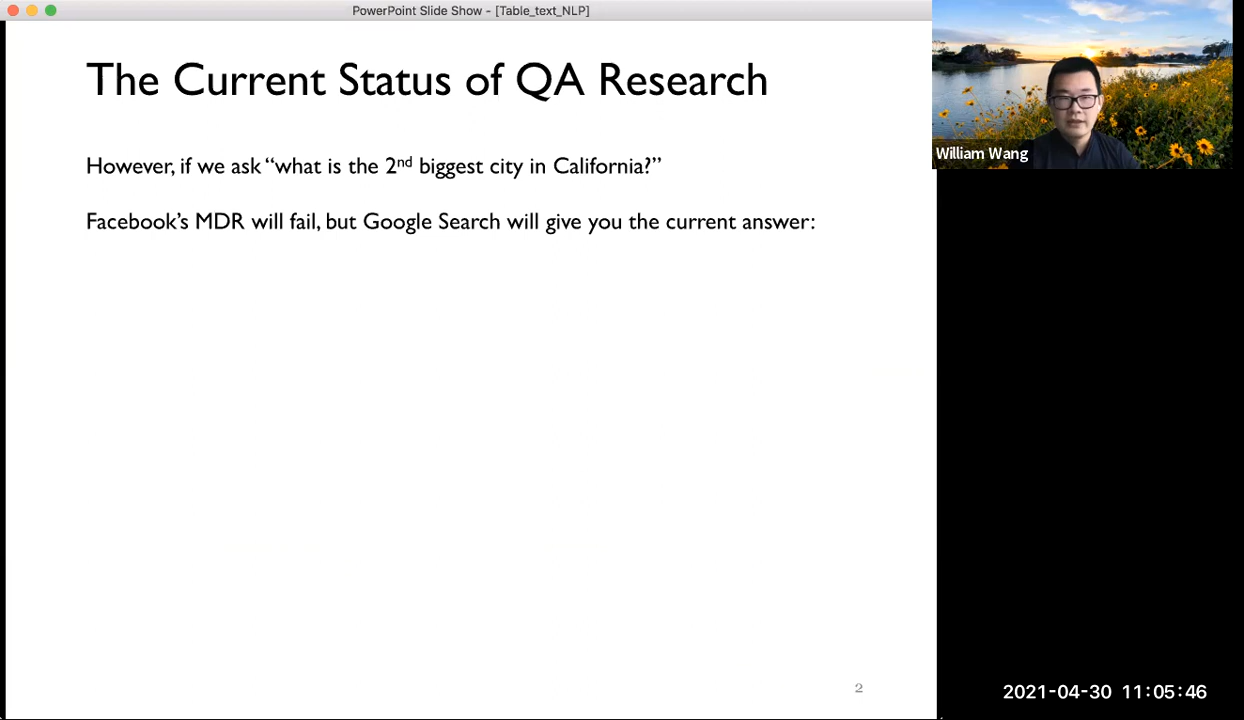 PowerPoint Slide Show - [Table_text_NLP]
The Current Status of QA Research
However, if we ask “what is the 2nd biggest city in California?”
Facebook’s MDR will fail, but Google Search will give you the current answer:
William Wang
2
2021-04-30 11:05:46